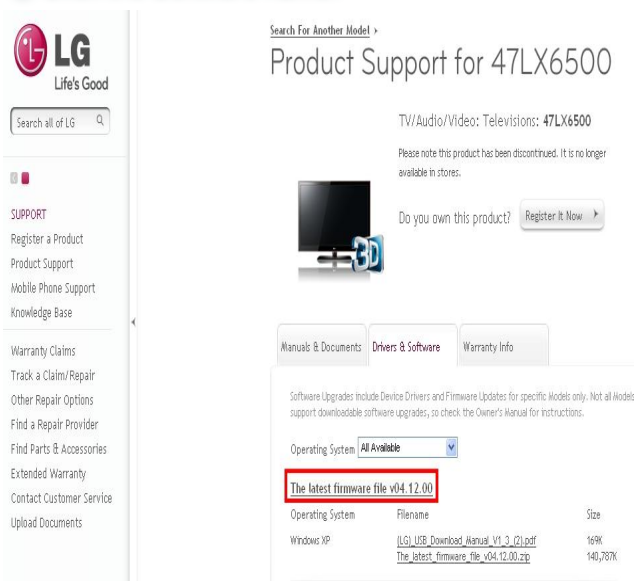 LG
Life's Good
Search all of LG
SUPPORT
Register a Product
Product Support
Mobile Phone Support
Knowledge Base
Warranty Claims
Track a Claim/Repair
Other Repair Options
Find a Repair Provider
Find Parts & Accessories
Extended Warranty
Contact Customer Service
Upload Documents
Search For Another Model >
Product Support for 47LX6500
TV/Audio/Video: Televisions: 47LX6500
Please note this product has been discontinued. It is no longer
available in stores.
Do you own this product? Register It Now
3D
Manuals & Documents Drivers & Software Warranty Info
Software Upgrades include Device Drivers and Firmware Updates for specific Models only. Not all Models
support downloadable software upgrades, so check the Owner's Manual for instructions.
Operating System All Available
The latest firmware file v04.12.00
Operating System Filename Size
Windows XP (LG)_USB_Download_Manual_V1_3_(2).pdf 169K
The_latest_firmware_file_v04.12.00.zip 140,787K